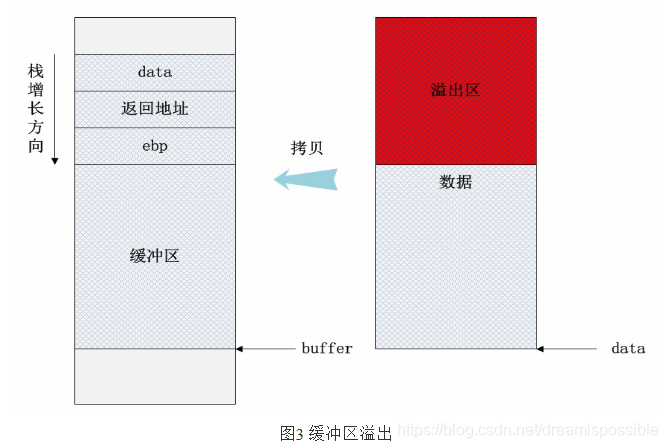 栈增长方向
data
返回地址
ebp
缓冲区
buffer
拷贝
溢出区
数据
data
图3 缓冲区溢出
https://blog.csdn.net/dreamispossible